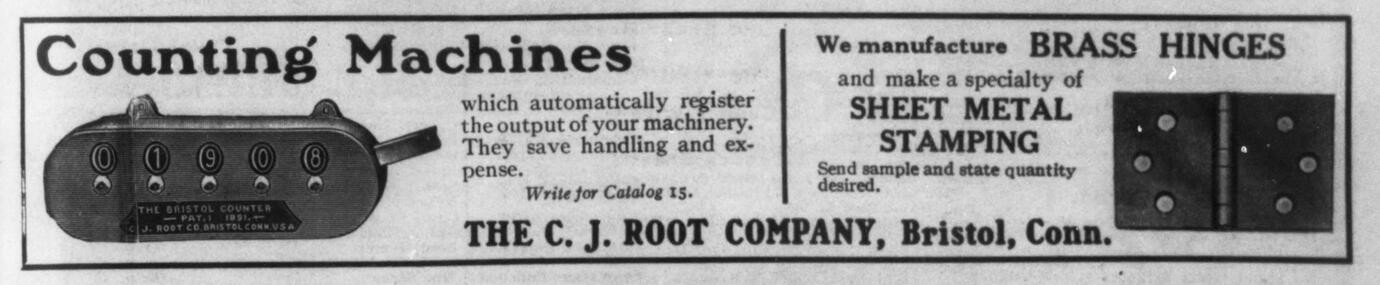 Counting Machines
which automatically register
the output of your machinery.
They save handling and ex-
pense.
Write for Catalog 15.
0 1 9 0 8
THE BRISTOL COUNTER
— PAT. 1891. —
C. J. ROOT CO. BRISTOL CONN. U.S.A
We manufacture BRASS HINGES
and make a specialty of
SHEET METAL
STAMPING
Send sample and state quantity
desired.
THE C. J. ROOT COMPANY, Bristol, Conn.